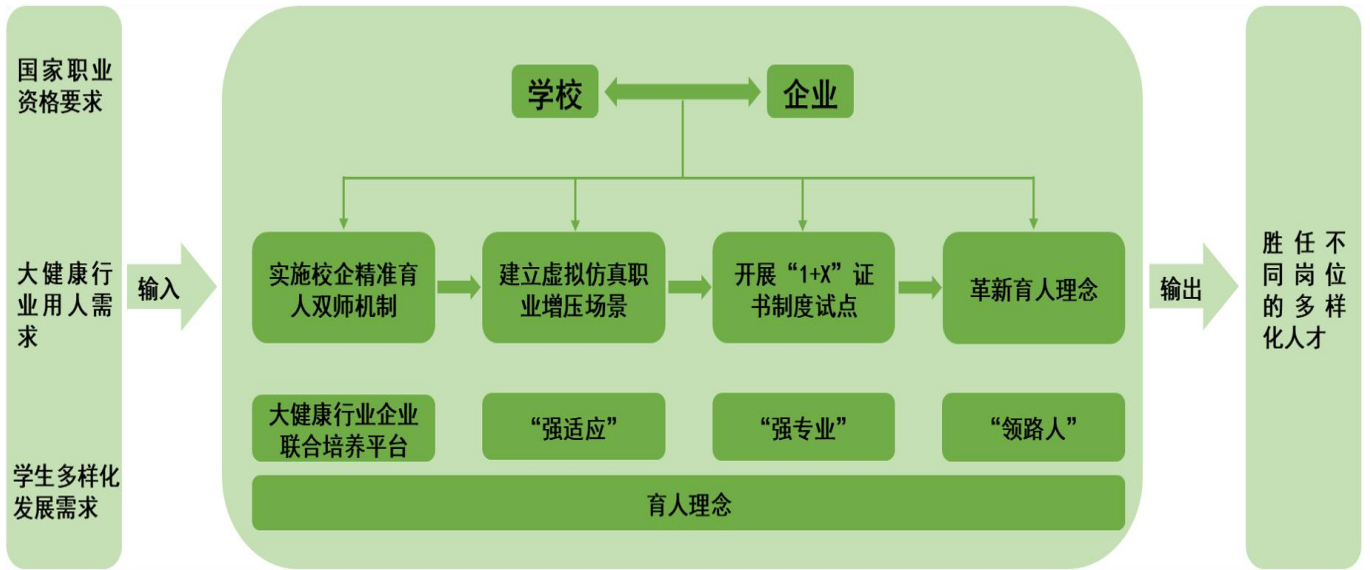 国家职业
资格要求
大健康行
业用人需
求
学生多样化
发展需求
输入
学校
企业
实施校企精准育
人双师机制
建立虚拟仿真职
业增压场景
开展“1+X”证
书制度试点
革新育人理念
大健康行业企业
联合培养平台
“强适应”
“强专业”
“领路人”
育人理念
输出
胜任不
同岗位
的多样
化人才